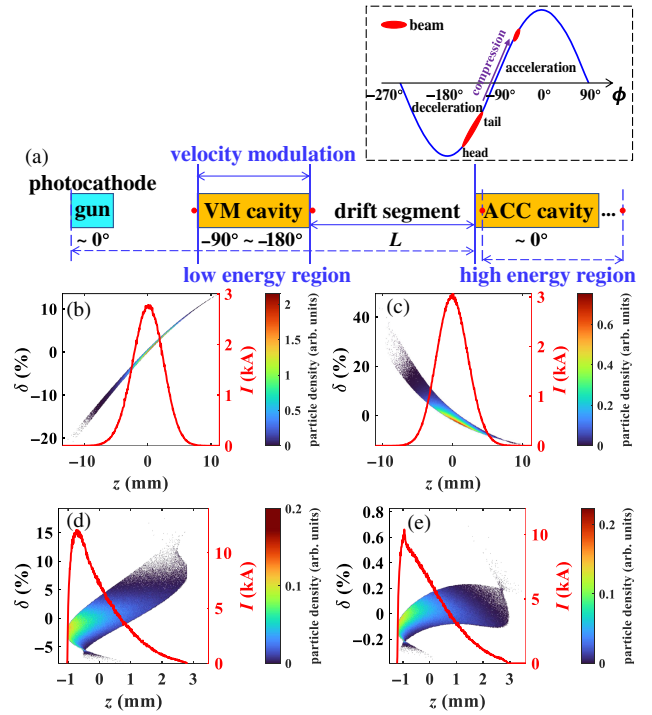 beam
compression
acceleration
−270° −180° −90° 0° 90° ϕ
deceleration
tail
head
(a)
velocity modulation
photocathode
gun VM cavity drift segment ACC cavity ...
~ 0° −90° ~ −180° L ~ 0°
low energy region high energy region
(b)
δ (%)
10
0
−10
−20
−10 0 10
z (mm)
3
2
1
0
I (kA)
2
1.5
1
0.5
0
particle density (arb. units)
(c)
δ (%)
40
20
0
−10 0 10
z (mm)
3
2
1
0
I (kA)
0.6
0.4
0.2
0
particle density (arb. units)
(d)
δ (%)
15
10
5
0
−5
−1 0 1 2 3
z (mm)
10
5
0
I (kA)
0.2
0.1
0
particle density (arb. units)
(e)
δ (%)
0.8
0.6
0.4
0.2
0
−0.2
−1 0 1 2 3
z (mm)
10
5
0
I (kA)
0.2
0.1
0
particle density (arb. units)